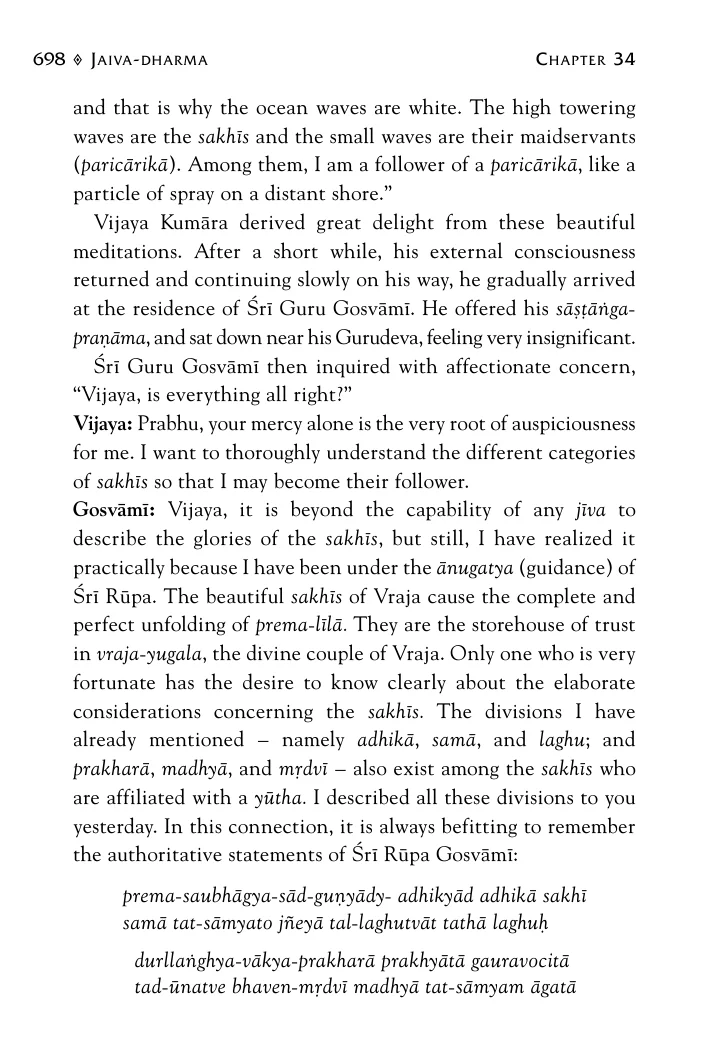 698 ◈ Jaiva-dharma Chapter 34
and that is why the ocean waves are white. The high towering
waves are the sakhīs and the small waves are their maidservants
(paricārikā). Among them, I am a follower of a paricārikā, like a
particle of spray on a distant shore.”
Vijaya Kumāra derived great delight from these beautiful
meditations. After a short while, his external consciousness
returned and continuing slowly on his way, he gradually arrived
at the residence of Śrī Guru Gosvāmī. He offered his sāṣṭāṅga-
praṇāma, and sat down near his Gurudeva, feeling very insignificant.
Śrī Guru Gosvāmī then inquired with affectionate concern,
“Vijaya, is everything all right?”
Vijaya: Prabhu, your mercy alone is the very root of auspiciousness
for me. I want to thoroughly understand the different categories
of sakhīs so that I may become their follower.
Gosvāmī: Vijaya, it is beyond the capability of any jīva to
describe the glories of the sakhīs, but still, I have realized it
practically because I have been under the ānugatya (guidance) of
Śrī Rūpa. The beautiful sakhīs of Vraja cause the complete and
perfect unfolding of prema-līlā. They are the storehouse of trust
in vraja-yugala, the divine couple of Vraja. Only one who is very
fortunate has the desire to know clearly about the elaborate
considerations concerning the sakhīs. The divisions I have
already mentioned – namely adhikā, samā, and laghu; and
prakharā, madhyā, and mṛdvī – also exist among the sakhīs who
are affiliated with a yūtha. I described all these divisions to you
yesterday. In this connection, it is always befitting to remember
the authoritative statements of Śrī Rūpa Gosvāmī:
prema-saubhāgya-sād-guṇyādy- adhikyād adhikā sakhī
samā tat-sāmyato jñeyā tal-laghutvāt tathā laghuḥ
durllaṅghya-vākya-prakharā prakhyātā gauravocitā
tad-ūnatve bhaven-mṛdvī madhyā tat-sāmyam āgatā